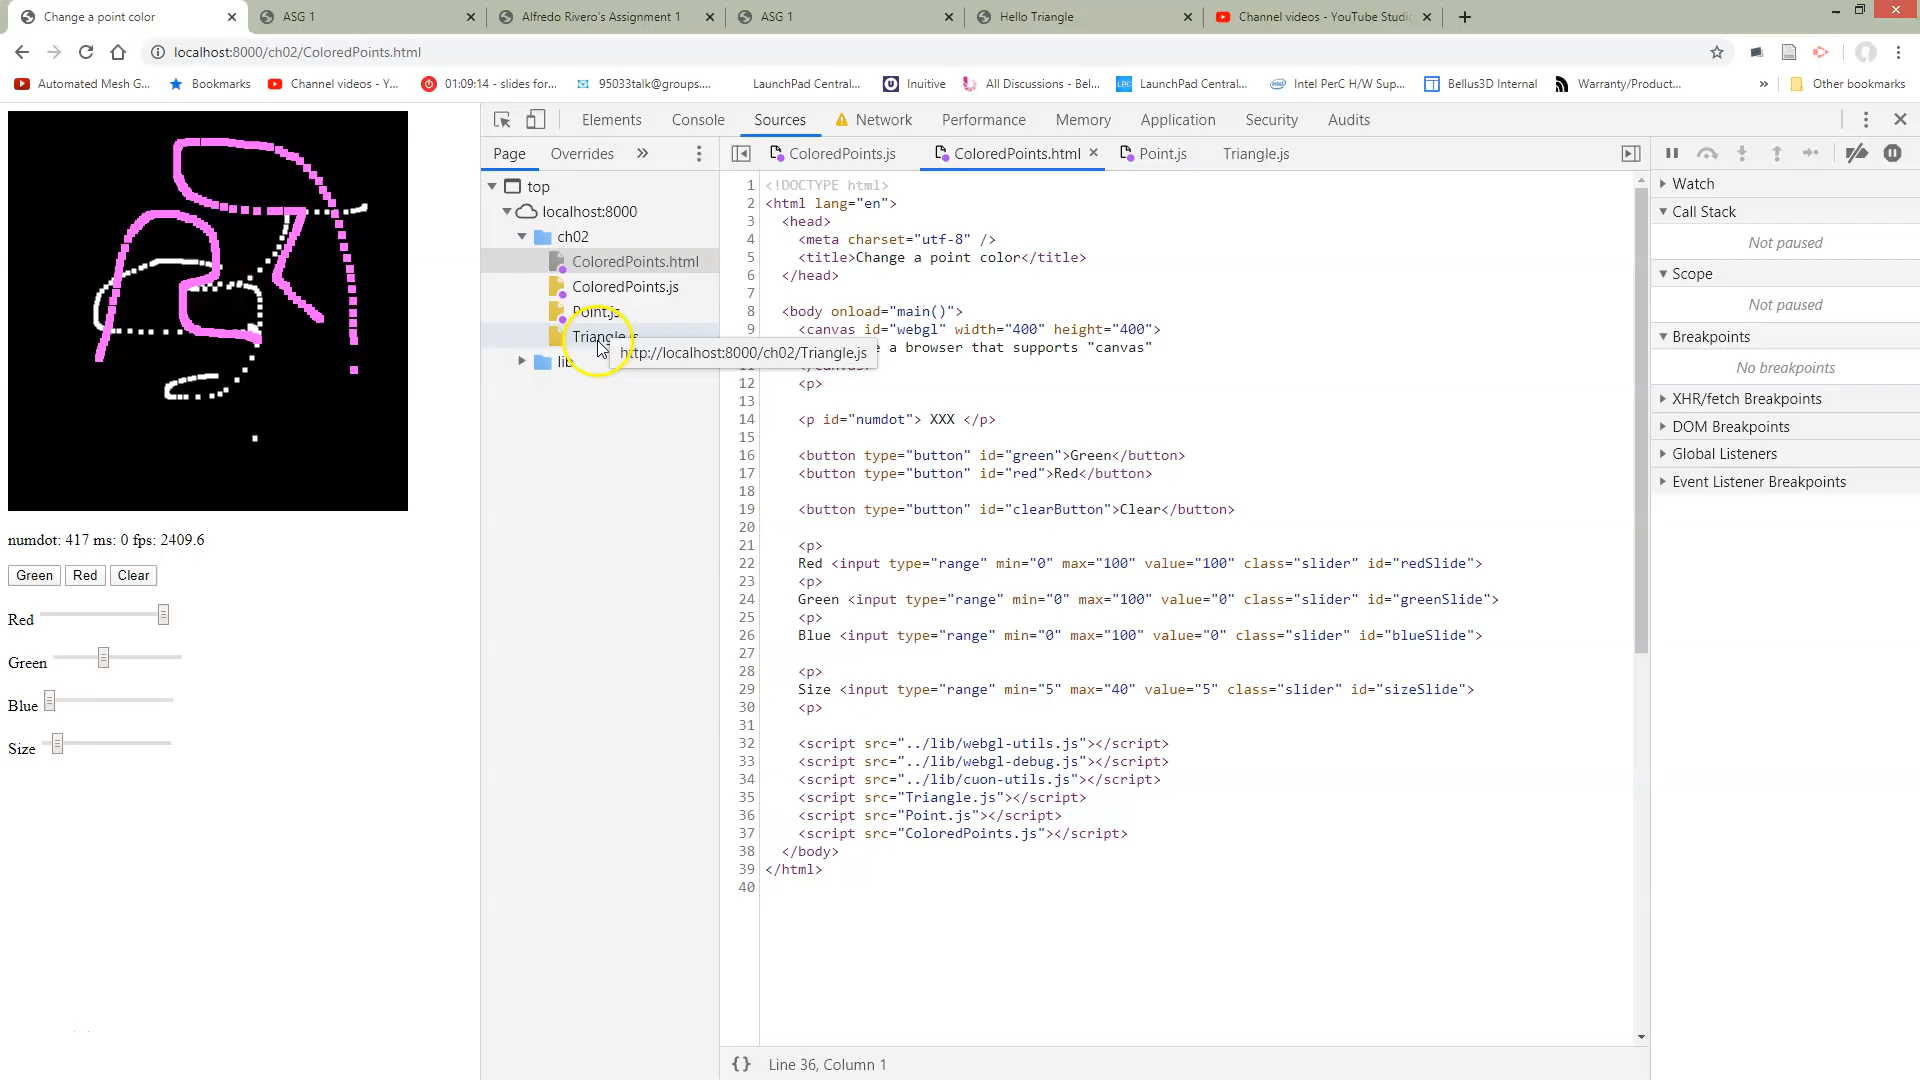 Change a point color
ASG 1
Alfredo Rivero's Assignment 1
ASG 1
Hello Triangle
Channel videos - YouTube Studio
localhost:8000/ch02/ColoredPoints.html
Automated Mesh G...
Bookmarks
Channel videos - Y...
01:09:14 - slides for...
95033talk@groups....
LaunchPad Central...
Inuitive
All Discussions - Bel...
LaunchPad Central...
Intel PerC H/W Sup...
Bellus3D Internal
Warranty/Product...
Other bookmarks
Elements
Console
Sources
Network
Performance
Memory
Application
Security
Audits
Page
Overrides
ColoredPoints.js
ColoredPoints.html
Point.js
Triangle.js
top
localhost:8000
ch02
ColoredPoints.html
ColoredPoints.js
Point.js
Triangle.js
lib
http://localhost:8000/ch02/Triangle.js
1 <!DOCTYPE html>
2 <html lang="en">
3 <head>
4 <meta charset="utf-8" />
5 <title>Change a point color</title>
6 </head>
7
8 <body onload="main()">
9 <canvas id="webgl" width="400" height="400">
a browser that supports "canvas"
12 <p>
13
14 <p id="numdot"> XXX </p>
15
16 <button type="button" id="green">Green</button>
17 <button type="button" id="red">Red</button>
18
19 <button type="button" id="clearButton">Clear</button>
20
21 <p>
22 Red <input type="range" min="0" max="100" value="100" class="slider" id="redSlide">
23 <p>
24 Green <input type="range" min="0" max="100" value="0" class="slider" id="greenSlide">
25 <p>
26 Blue <input type="range" min="0" max="100" value="0" class="slider" id="blueSlide">
27
28 <p>
29 Size <input type="range" min="5" max="40" value="5" class="slider" id="sizeSlide">
30 <p>
31
32 <script src="../lib/webgl-utils.js"></script>
33 <script src="../lib/webgl-debug.js"></script>
34 <script src="../lib/cuon-utils.js"></script>
35 <script src="Triangle.js"></script>
36 <script src="Point.js"></script>
37 <script src="ColoredPoints.js"></script>
38 </body>
39 </html>
40
{} Line 36, Column 1
Watch
Call Stack
Not paused
Scope
Not paused
Breakpoints
No breakpoints
XHR/fetch Breakpoints
DOM Breakpoints
Global Listeners
Event Listener Breakpoints
numdot: 417 ms: 0 fps: 2409.6
Green
Red
Clear
Red
Green
Blue
Size